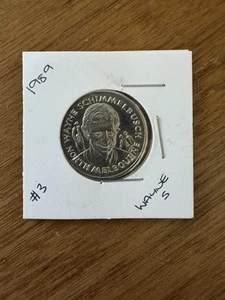 1989
WAYNE SCHIMMELBUSCH
NORTH MELBOURNE
#3
WAYNE
S